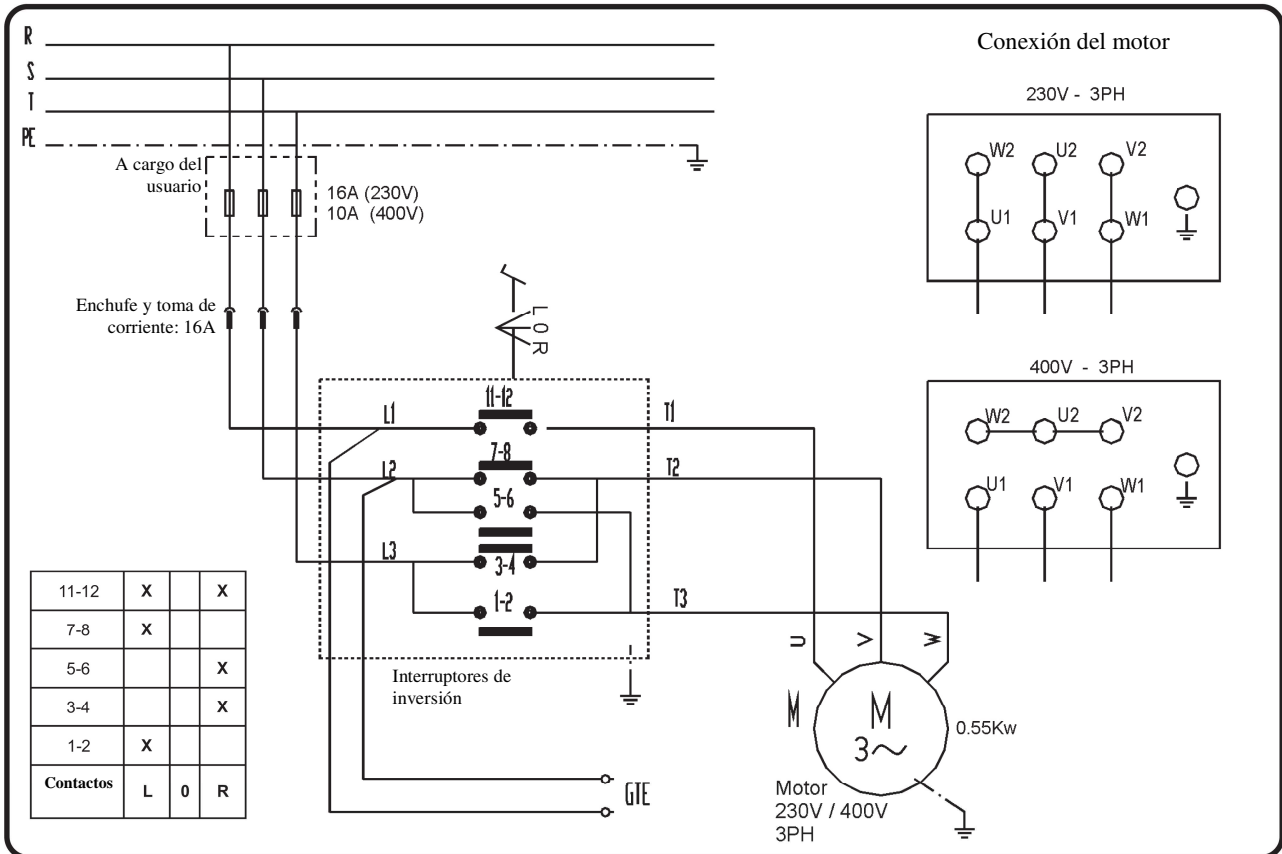 R
S
T
PE
A cargo del
usuario
16A (230V)
10A (400V)
Enchufe y toma de
corriente: 16A
L 0 R
L1
11-12
T1
L2
7-8
T2
5-6
L3
3-4
1-2
T3
Interruptores de
inversión
GTE
U
V
W
M
M
3~
0.55Kw
Motor
230V / 400V
3PH
11-12 X X
7-8 X
5-6 X
3-4 X
1-2 X
Contactos L 0 R
Conexión del motor
230V - 3PH
W2 U2 V2
U1 V1 W1
400V - 3PH
W2 U2 V2
U1 V1 W1